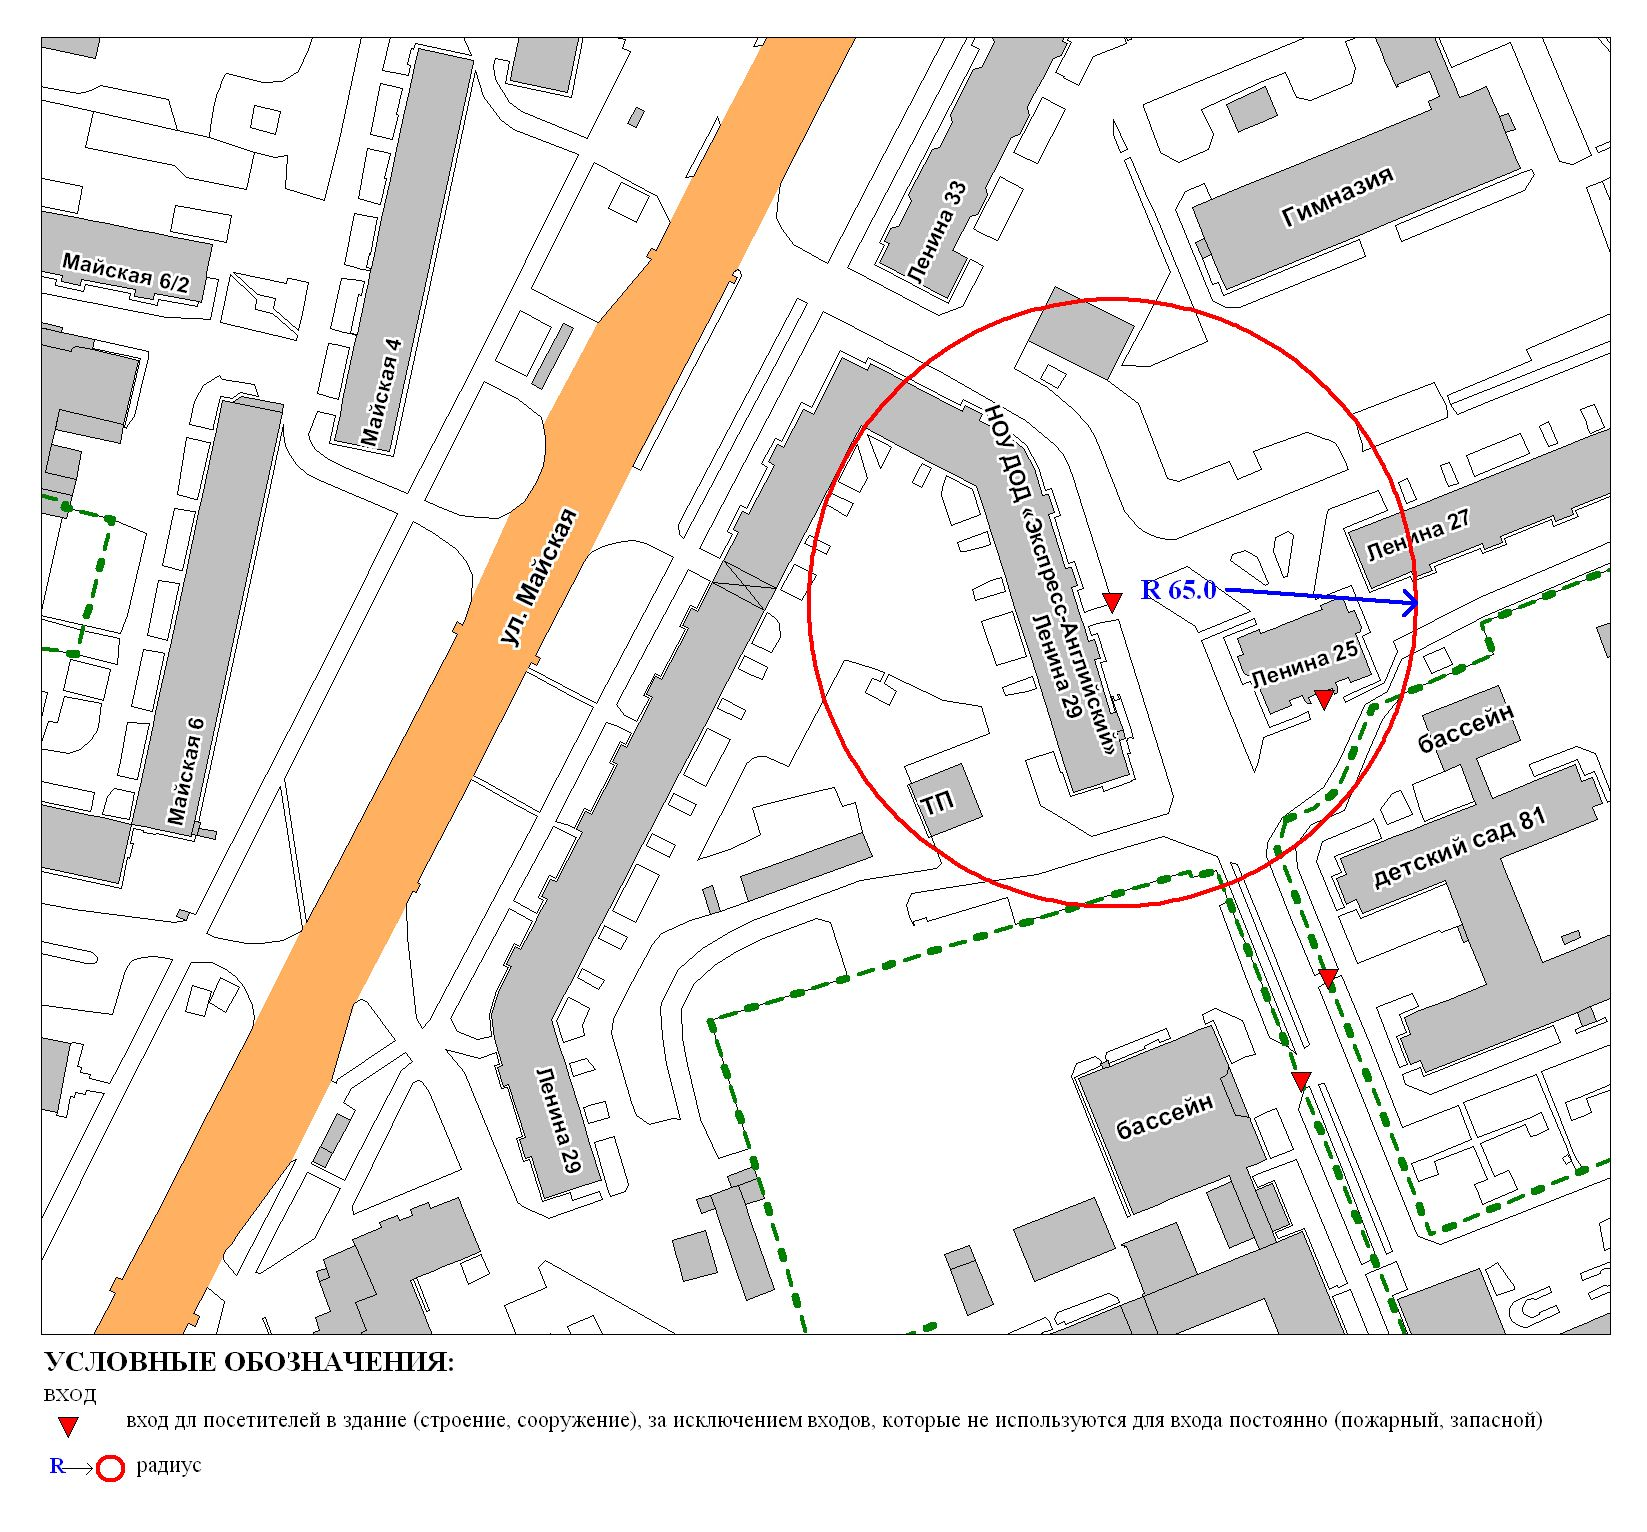 Ленина 33
Гимназия
Майская 6/2
Майская 4
НОУ ДОД «Экспресс-Английский»
Ленина 29
Ленина 27
ул. Майская
R 65.0
Ленина 25
бассейн
Майская 6
ТП
детский сад 81
Ленина 29
бассейн
УСЛОВНЫЕ ОБОЗНАЧЕНИЯ:
вход
вход дл посетителей в здание (строение, сооружение), за исключением входов, которые не используются для входа постоянно (пожарный, запасной)
R
радиус